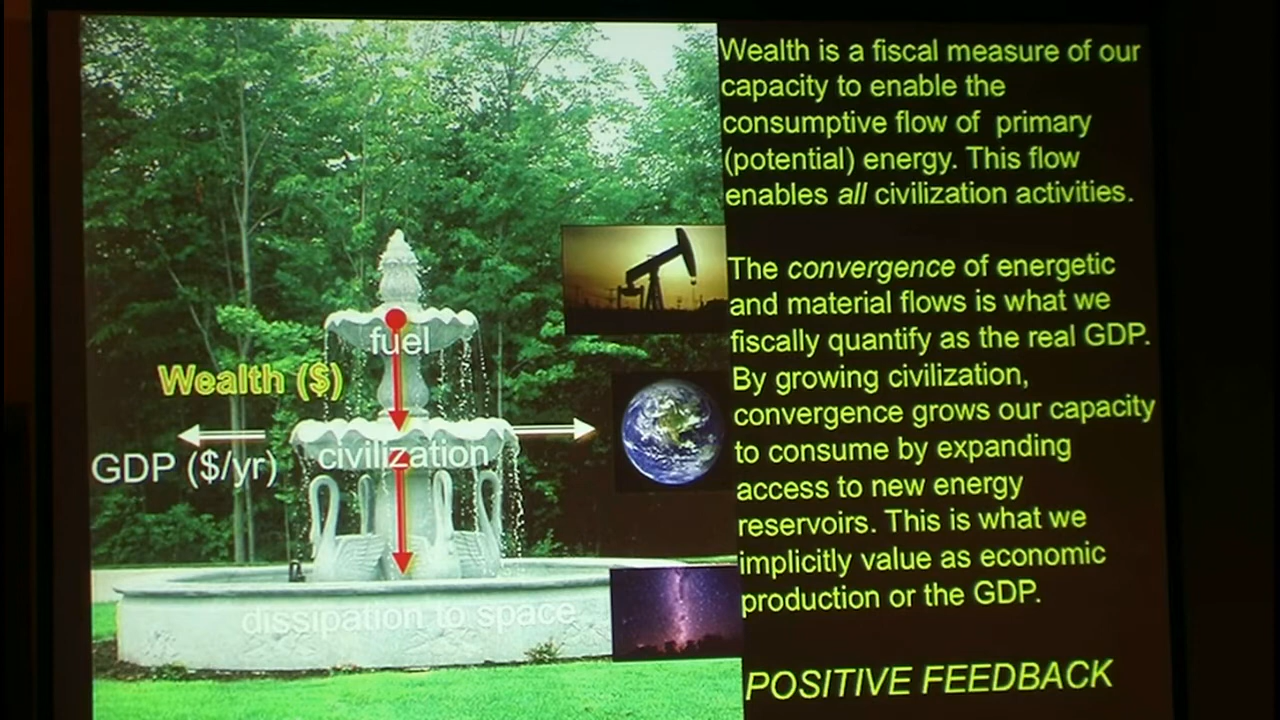 Wealth is a fiscal measure of our
capacity to enable the
consumptive flow of primary
(potential) energy. This flow
enables all civilization activities.
The convergence of energetic
and material flows is what we
fiscally quantify as the real GDP.
By growing civilization,
convergence grows our capacity
to consume by expanding
access to new energy
reservoirs. This is what we
implicitly value as economic
production or the GDP.
POSITIVE FEEDBACK
fuel
Wealth ($)
civilization
GDP ($/yr)
dissipation to space